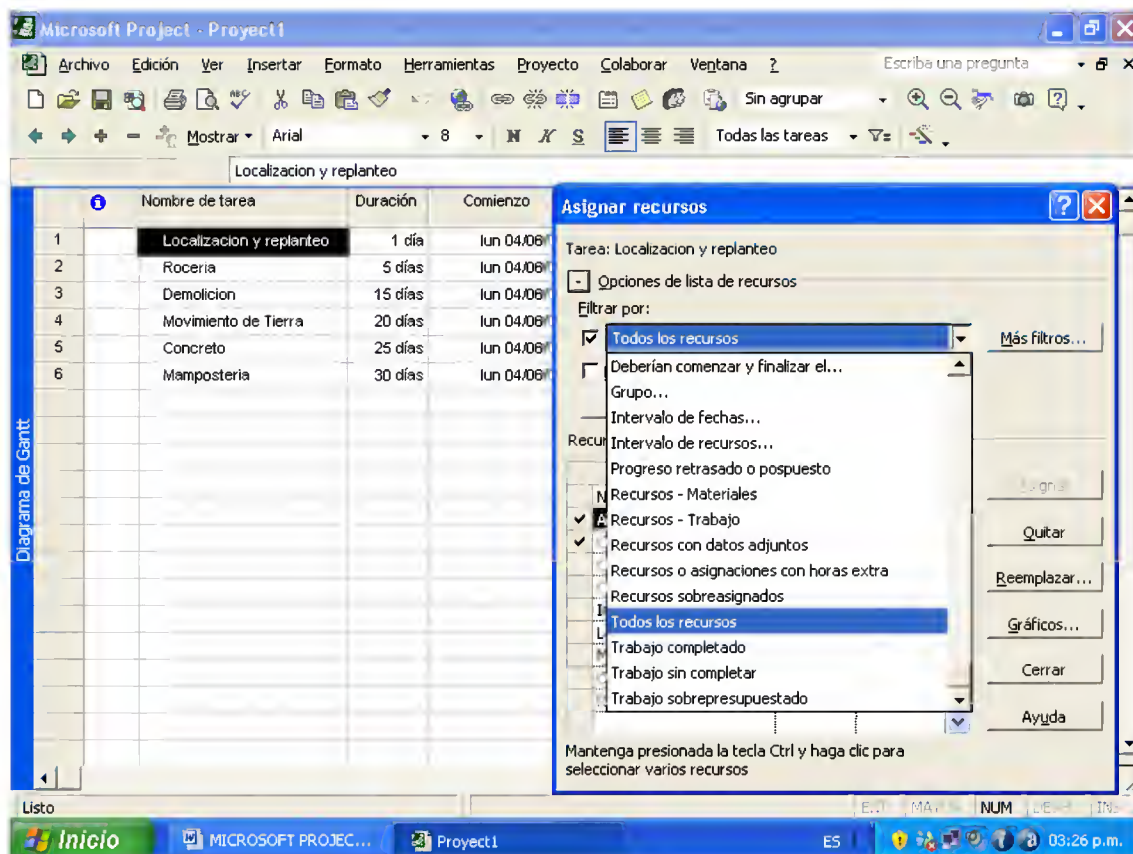 Microsoft Project - Proyect1
Archivo Edición Ver Insertar Formato Herramientas Proyecto Colaborar Ventana ? Escriba una pregunta
ABC Sin agrupar
Mostrar Arial 8 N K S Todas las tareas
Localizacion y replanteo
Nombre de tarea Duración Comienzo
1 Localizacion y replanteo 1 día lun 04/06/
2 Roceria 5 días lun 04/06/
3 Demolicion 15 días lun 04/06/
4 Movimiento de Tierra 20 días lun 04/06/
5 Concreto 25 días lun 04/06/
6 Mamposteria 30 días lun 04/06/
Diagrama de Gantt
Asignar recursos
Tarea: Localizacion y replanteo
- Opciones de lista de recursos
Filtrar por:
Todos los recursos
Más filtros...
Deberían comenzar y finalizar el...
Grupo...
Intervalo de fechas...
Recur
Intervalo de recursos...
Progreso retrasado o pospuesto
N
Recursos - Materiales
A
Recursos - Trabajo
Recursos con datos adjuntos
Recursos o asignaciones con horas extra
Recursos sobreasignados
Todos los recursos
Trabajo completado
Trabajo sin completar
Trabajo sobrepresupuestado
Quitar
Reemplazar...
Gráficos...
Cerrar
Ayuda
Mantenga presionada la tecla Ctrl y haga clic para
seleccionar varios recursos
Listo NUM
Inicio MICROSOFT PROJEC... Proyect1 ES 03:26 p.m.